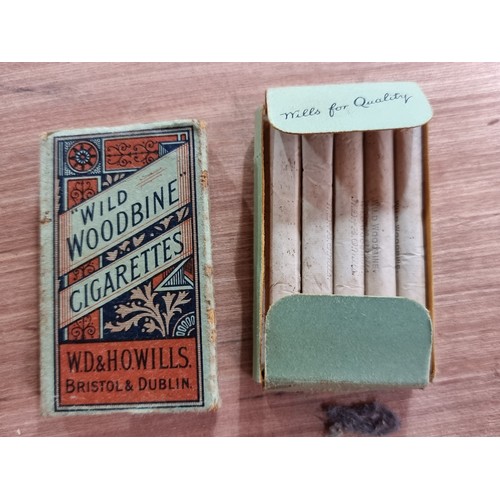 "WILD
WOODBINE"
CIGARETTES
W.D. & H.O. WILLS.
BRISTOL & DUBLIN.
Wills for Quality